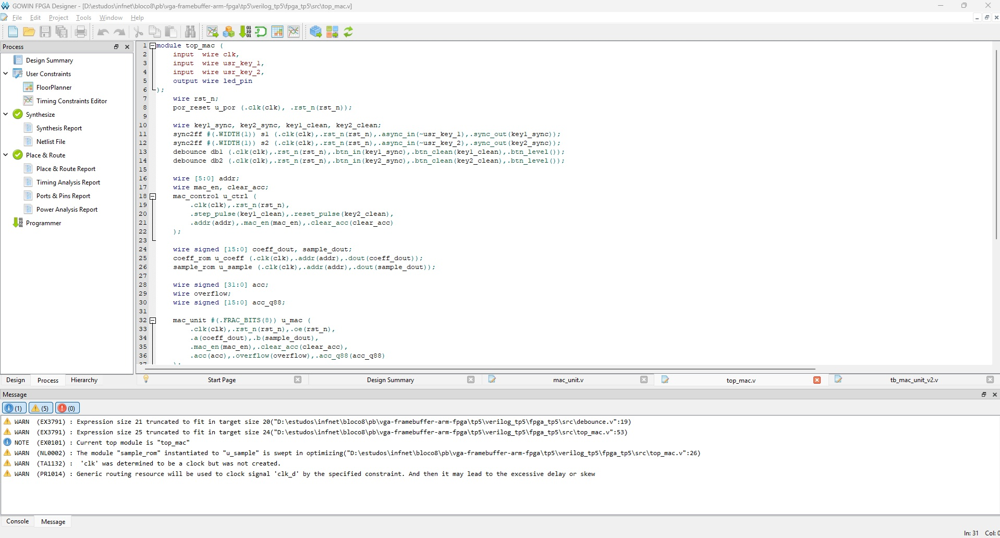 GOWIN FPGA Designer - [D:\estudos\infnet\bloco8\pb\vga-framebuffer-arm-fpga\tp5\verilog_tp5\fpga_tp5\src\top_mac.v]
File Edit Project Tools Window Help
Process
Design Summary
User Constraints
FloorPlanner
Timing Constraints Editor
Synthesize
Synthesis Report
Netlist File
Place & Route
Place & Route Report
Timing Analysis Report
Ports & Pins Report
Power Analysis Report
Programmer
Design Process Hierarchy
1 module top_mac (
2 input wire clk,
3 input wire usr_key_1,
4 input wire usr_key_2,
5 output wire led_pin
6 );
7 wire rst_n;
8 por_reset u_por (.clk(clk), .rst_n(rst_n));
9
10 wire key1_sync, key2_sync, key1_clean, key2_clean;
11 sync2ff #(.WIDTH(1)) s1 (.clk(clk),.rst_n(rst_n),.async_in(~usr_key_1),.sync_out(key1_sync));
12 sync2ff #(.WIDTH(1)) s2 (.clk(clk),.rst_n(rst_n),.async_in(~usr_key_2),.sync_out(key2_sync));
13 debounce db1 (.clk(clk),.rst_n(rst_n),.btn_in(key1_sync),.btn_clean(key1_clean),.btn_level());
14 debounce db2 (.clk(clk),.rst_n(rst_n),.btn_in(key2_sync),.btn_clean(key2_clean),.btn_level());
15
16 wire [5:0] addr;
17 wire mac_en, clear_acc;
18 mac_control u_ctrl (
19 .clk(clk),.rst_n(rst_n),
20 .step_pulse(key1_clean),.reset_pulse(key2_clean),
21 .addr(addr),.mac_en(mac_en),.clear_acc(clear_acc)
22 );
23
24 wire signed [15:0] coeff_dout, sample_dout;
25 coeff_rom u_coeff (.clk(clk),.addr(addr),.dout(coeff_dout));
26 sample_rom u_sample (.clk(clk),.addr(addr),.dout(sample_dout));
27
28 wire signed [31:0] acc;
29 wire overflow;
30 wire signed [15:0] acc_q88;
31
32 mac_unit #(.FRAC_BITS(8)) u_mac (
33 .clk(clk),.rst_n(rst_n),.oe(rst_n),
34 .a(coeff_dout),.b(sample_dout),
35 .mac_en(mac_en),.clear_acc(clear_acc),
36 .acc(acc),.overflow(overflow),.acc_q88(acc_q88)
37 );
Start Page Design Summary mac_unit.v top_mac.v tb_mac_unit_v2.v
Message
(1) (5) (0)
WARN (EX3791) : Expression size 21 truncated to fit in target size 20("D:\estudos\infnet\bloco8\pb\vga-framebuffer-arm-fpga\tp5\verilog_tp5\fpga_tp5\src\debounce.v":19)
WARN (EX3791) : Expression size 25 truncated to fit in target size 24("D:\estudos\infnet\bloco8\pb\vga-framebuffer-arm-fpga\tp5\verilog_tp5\fpga_tp5\src\top_mac.v":53)
NOTE (EX0101) : Current top module is "top_mac"
WARN (NL0002) : The module "sample_rom" instantiated to "u_sample" is swept in optimizing("D:\estudos\infnet\bloco8\pb\vga-framebuffer-arm-fpga\tp5\verilog_tp5\fpga_tp5\src\top_mac.v":26)
WARN (TA1132) : 'clk' was determined to be a clock but was not created.
WARN (PR1014) : Generic routing resource will be used to clock signal 'clk_d' by the specified constraint. And then it may lead to the excessive delay or skew
Console Message
In: 31 Col: 0